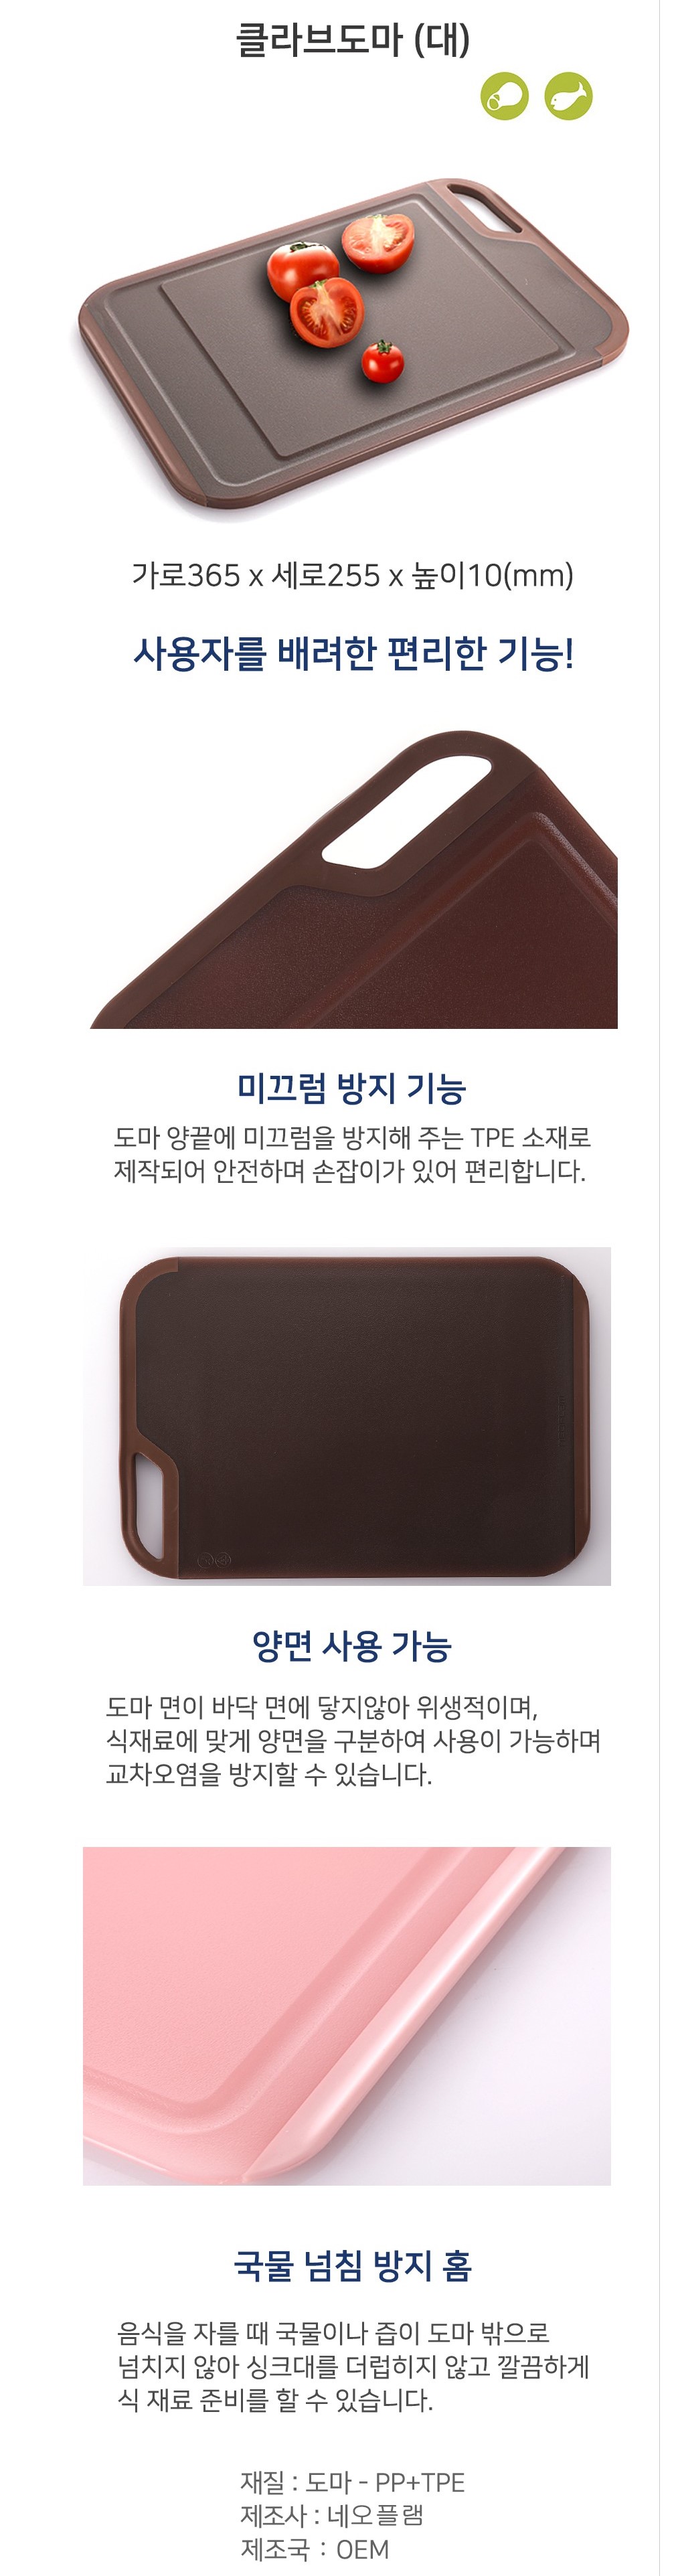 클라브도마 (대)
가로365 x 세로255 x 높이10(mm)
사용자를 배려한 편리한 기능!
미끄럼 방지 기능
도마 양끝에 미끄럼을 방지해 주는 TPE 소재로
제작되어 안전하며 손잡이가 있어 편리합니다.
양면 사용 가능
도마 면이 바닥 면에 닿지않아 위생적이며,
식재료에 맞게 양면을 구분하여 사용이 가능하며
교차오염을 방지할 수 있습니다.
국물 넘침 방지 홈
음식을 자를 때 국물이나 즙이 도마 밖으로
넘치지 않아 싱크대를 더럽히지 않고 깔끔하게
식 재료 준비를 할 수 있습니다.
재질 : 도마 - PP+TPE
제조사 : 네오플램
제조국 : OEM